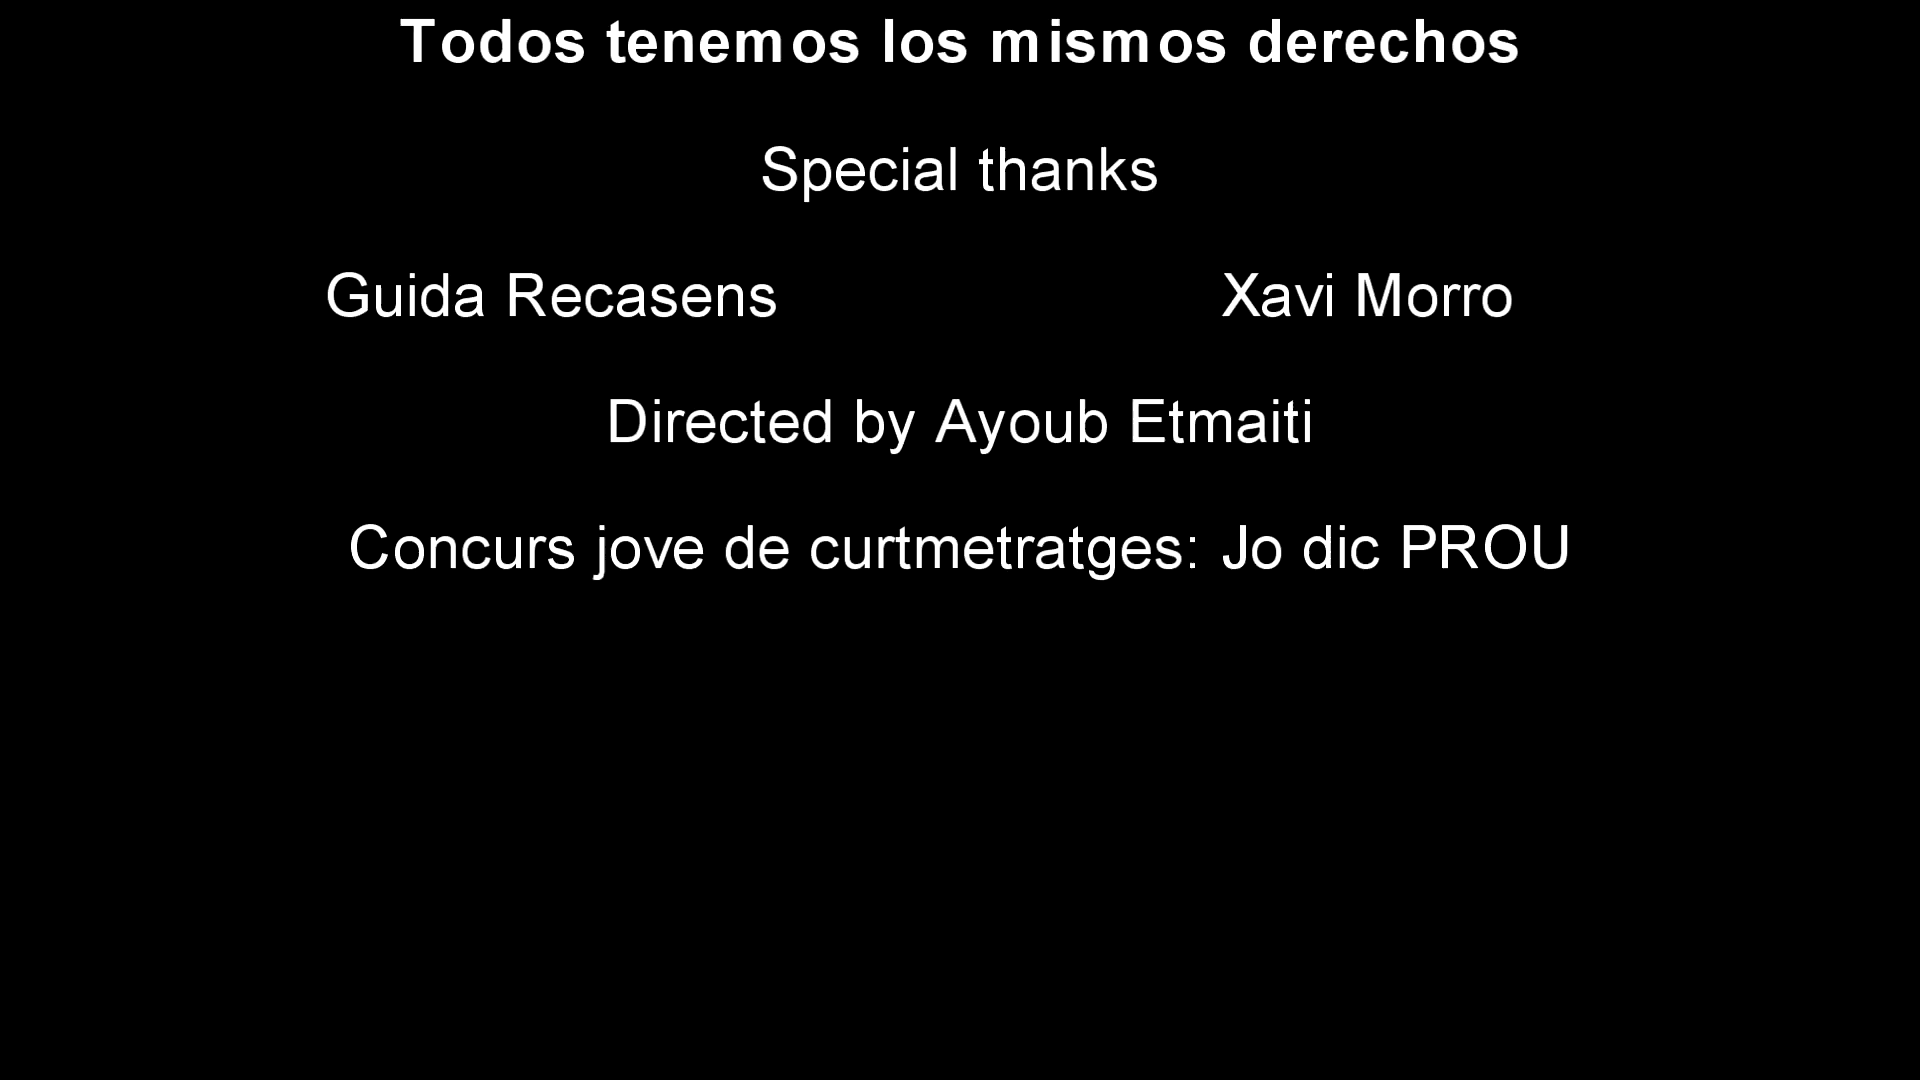 Todos tenemos los mismos derechos
Special thanks
Guida Recasens Xavi Morro
Directed by Ayoub Etmaiti
Concurs jove de curtmetratges: Jo dic PROU